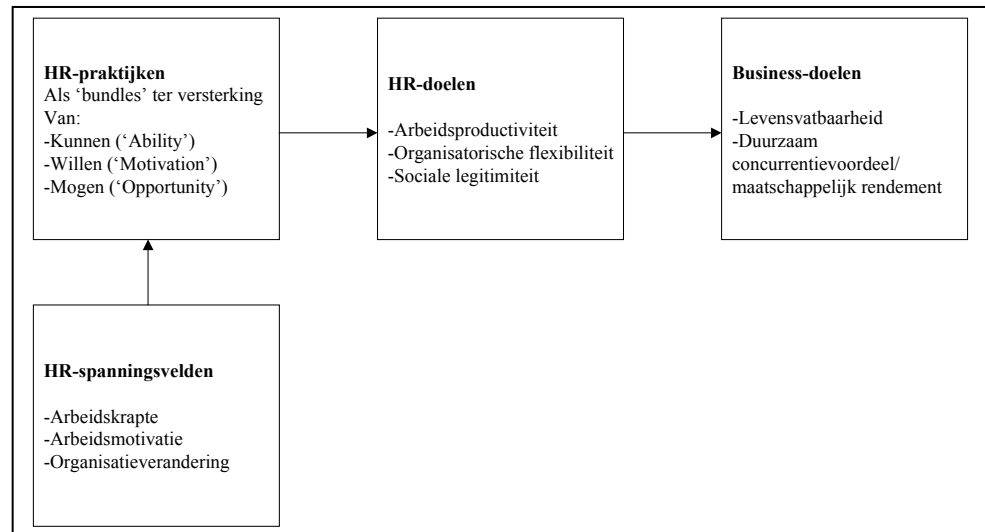 HR-praktijken
Als ‘bundles’ ter versterking
Van:
-Kunnen (‘Ability’)
-Willen (‘Motivation’)
-Mogen (‘Opportunity’)
HR-doelen
-Arbeidsproductiviteit
-Organisatorische flexibiliteit
-Sociale legitimiteit
Business-doelen
-Levensvatbaarheid
-Duurzaam
concurrentievoordeel/
maatschappelijk rendement
HR-spanningsvelden
-Arbeidskrapte
-Arbeidsmotivatie
-Organisatieverandering